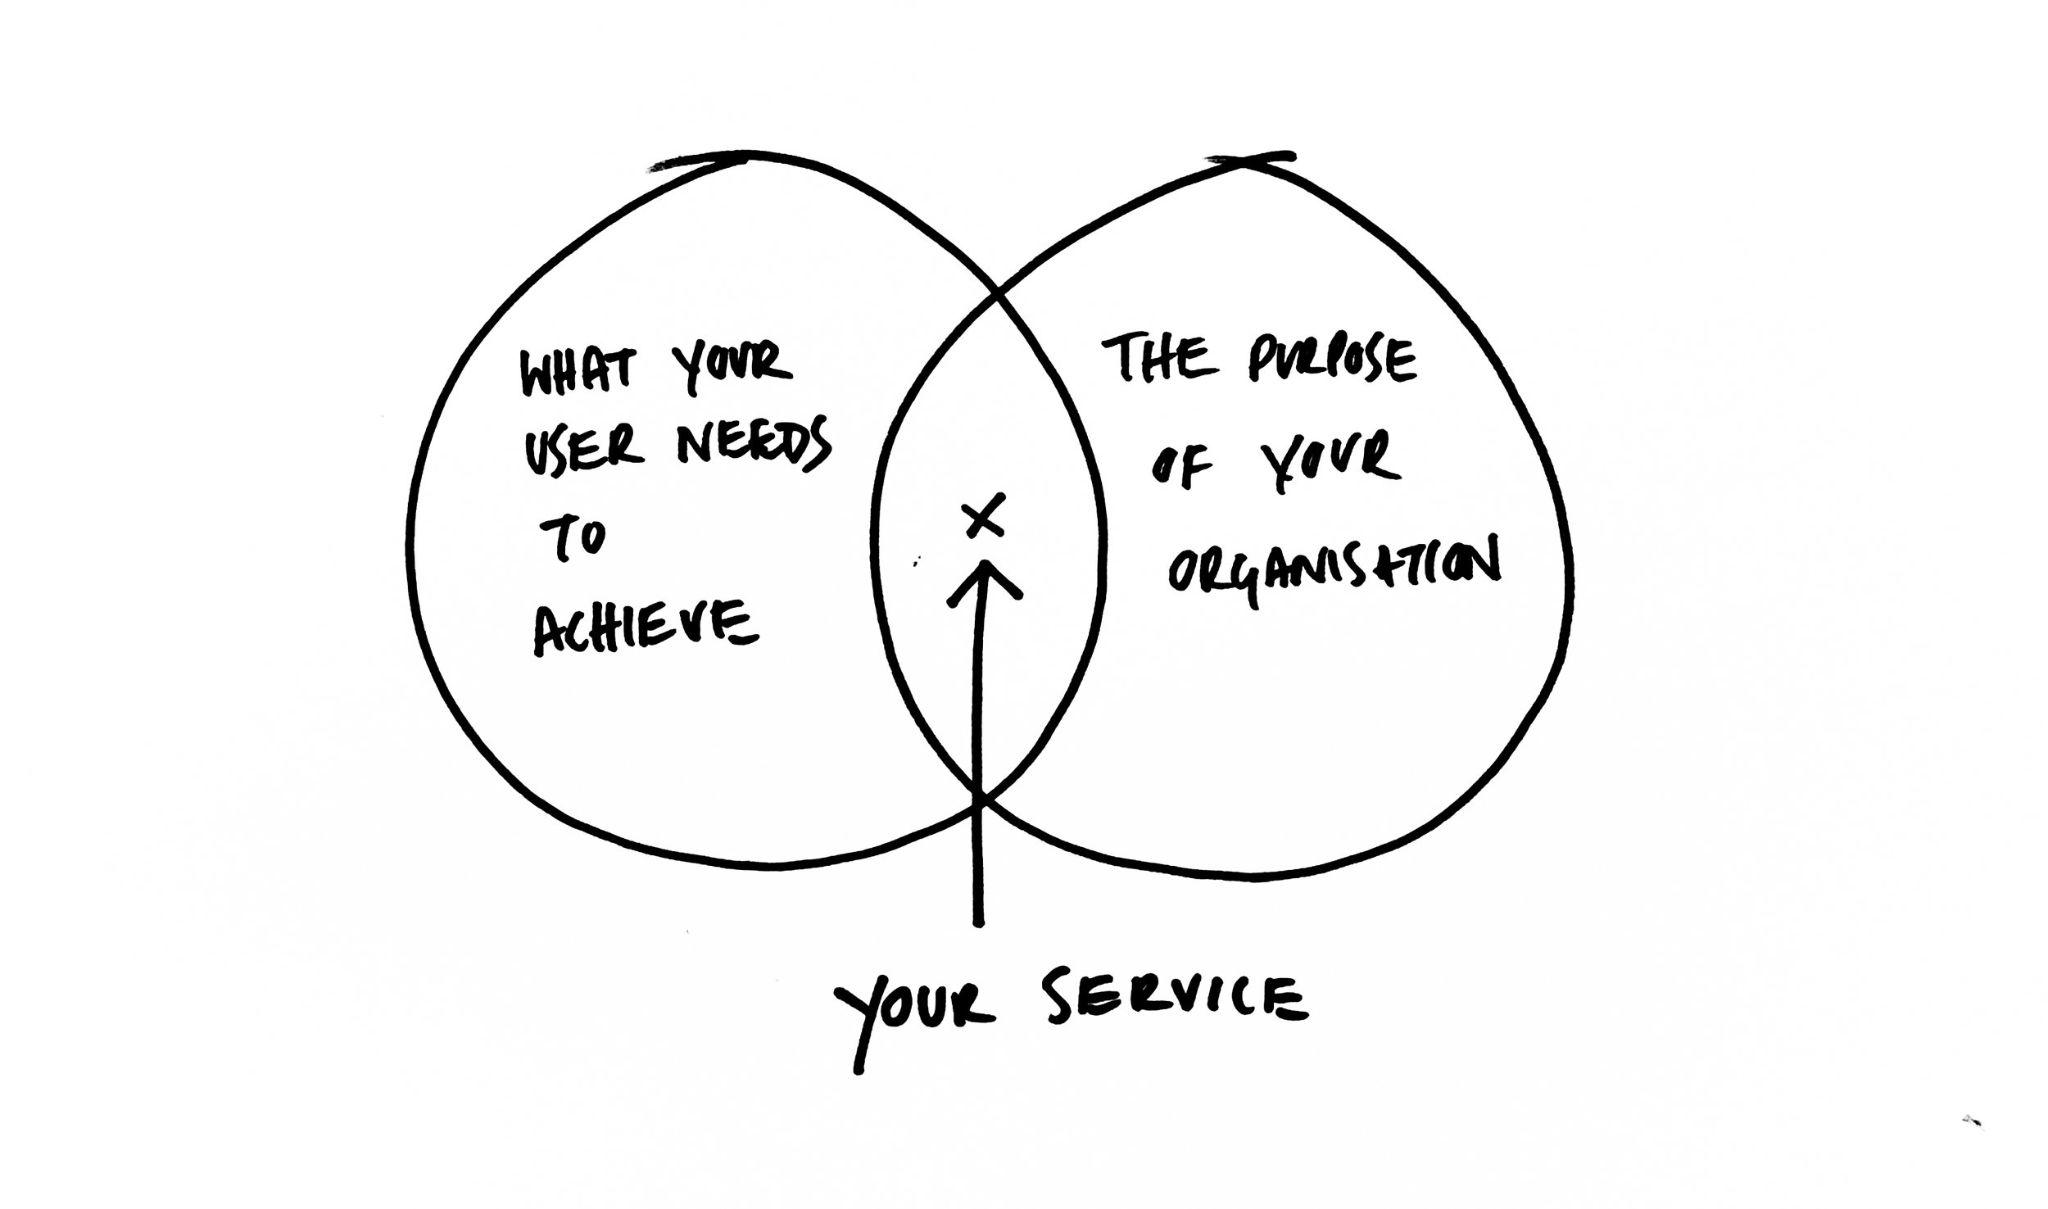 WHAT YOUR
USER NEEDS
TO
ACHIEVE
THE PURPOSE
OF YOUR
ORGANISATION
X
YOUR SERVICE